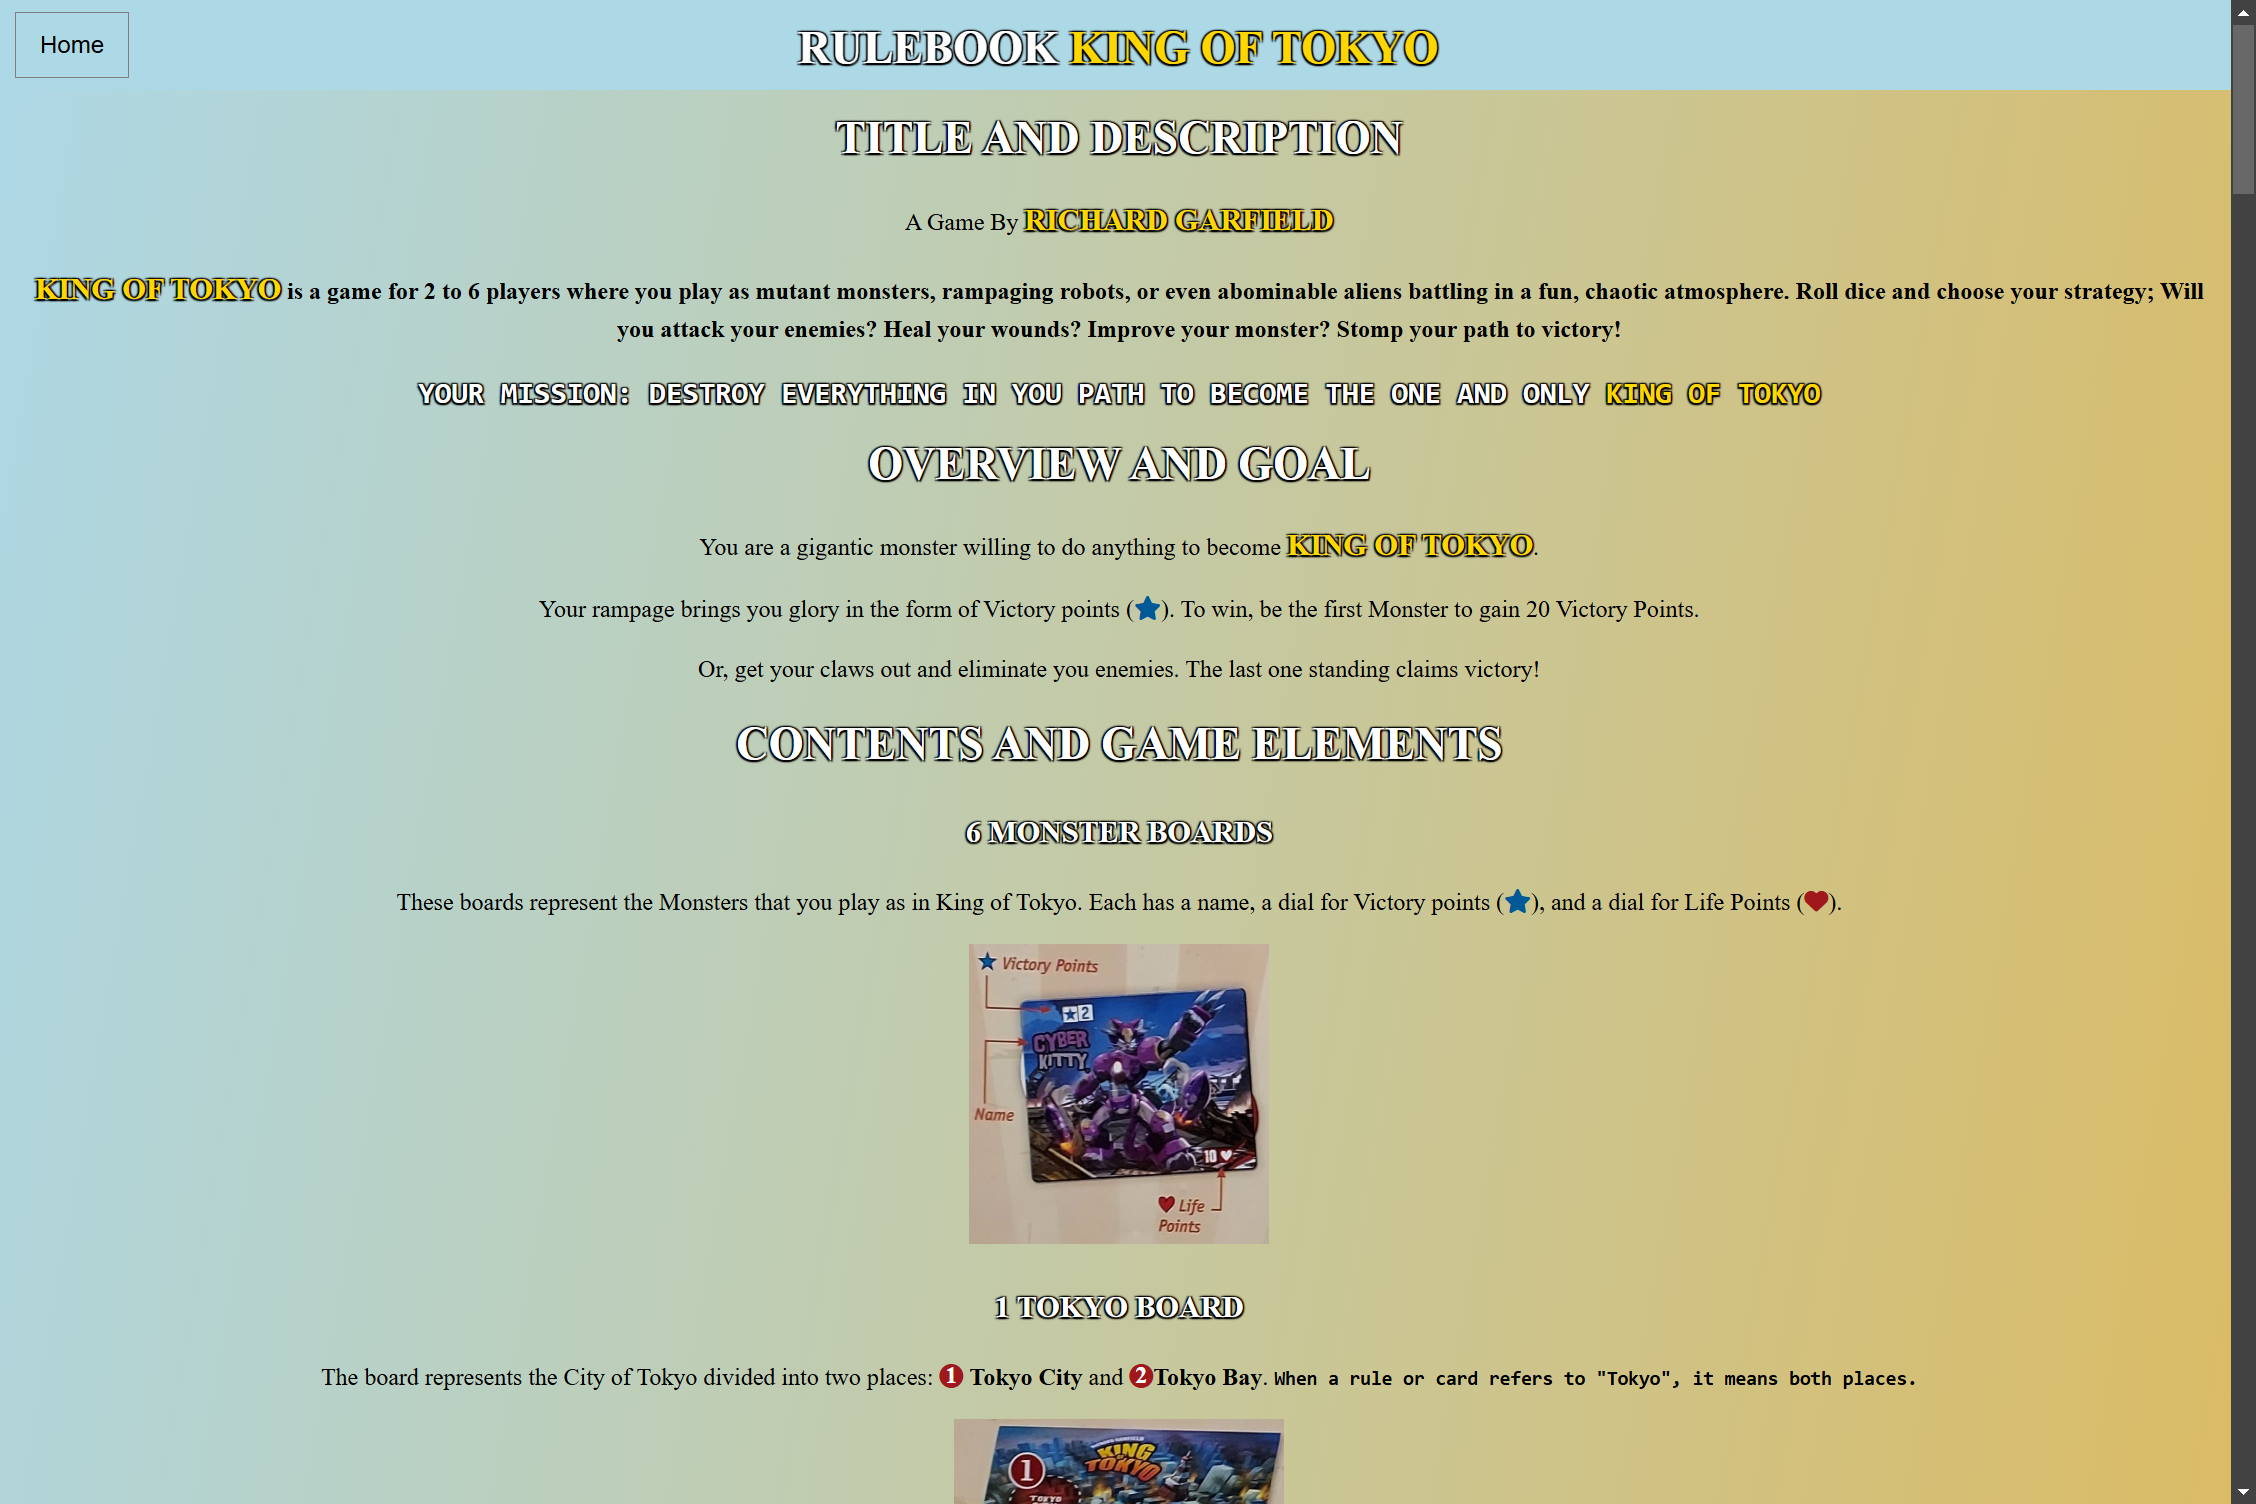 Home
RULEBOOK KING OF TOKYO
TITLE AND DESCRIPTION
A Game By RICHARD GARFIELD
KING OF TOKYO is a game for 2 to 6 players where you play as mutant monsters, rampaging robots, or even abominable aliens battling in a fun, chaotic atmosphere. Roll dice and choose your strategy; Will
you attack your enemies? Heal your wounds? Improve your monster? Stomp your path to victory!
YOUR MISSION: DESTROY EVERYTHING IN YOU PATH TO BECOME THE ONE AND ONLY KING OF TOKYO
OVERVIEW AND GOAL
You are a gigantic monster willing to do anything to become KING OF TOKYO.
Your rampage brings you glory in the form of Victory points (★). To win, be the first Monster to gain 20 Victory Points.
Or, get your claws out and eliminate you enemies. The last one standing claims victory!
CONTENTS AND GAME ELEMENTS
6 MONSTER BOARDS
These boards represent the Monsters that you play as in King of Tokyo. Each has a name, a dial for Victory points (★), and a dial for Life Points (♥).
★ Victory Points
★2
CYBER
KITTY
Name
10 ♥
♥ Life
Points
1 TOKYO BOARD
The board represents the City of Tokyo divided into two places: 1 Tokyo City and 2 Tokyo Bay. When a rule or card refers to "Tokyo", it means both places.
KING
OF
TOKYO
1
TOKYO